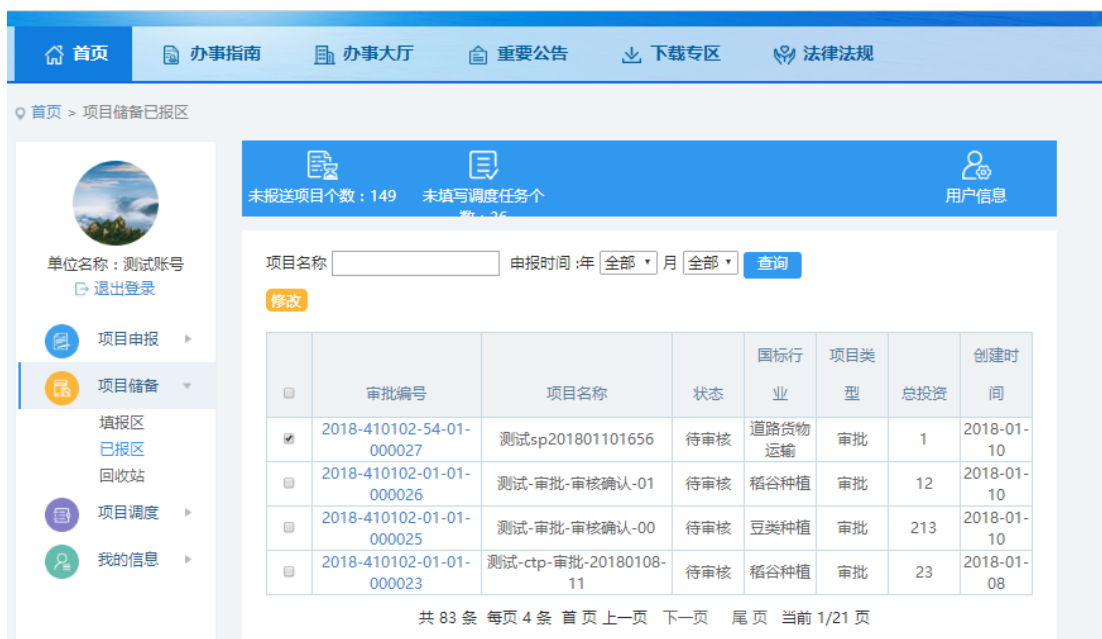 首页 办事指南 办事大厅 重要公告 下载专区 法律法规
首页 > 项目储备已报区
未报送项目个数：149 未填写调度任务个
数：26
用户信息
单位名称：测试账号
退出登录
项目申报
项目储备
填报区
已报区
回收站
项目调度
我的信息
项目名称 申报时间:年 全部 月 全部 查询
修改
审批编号 项目名称 状态 国标行业 项目类型 总投资 创建时间
2018-410102-54-01-000027 测试sp201801101656 待审核 道路货物运输 审批 1 2018-01-10
2018-410102-01-01-000026 测试-审批-审核确认-01 待审核 稻谷种植 审批 12 2018-01-10
2018-410102-01-01-000025 测试-审批-审核确认-00 待审核 豆类种植 审批 213 2018-01-10
2018-410102-01-01-000023 测试-ctp-审批-20180108-11 待审核 稻谷种植 审批 23 2018-01-08
共 83 条 每页 4 条 首 页 上一页 下一页 尾 页 当前 1/21 页